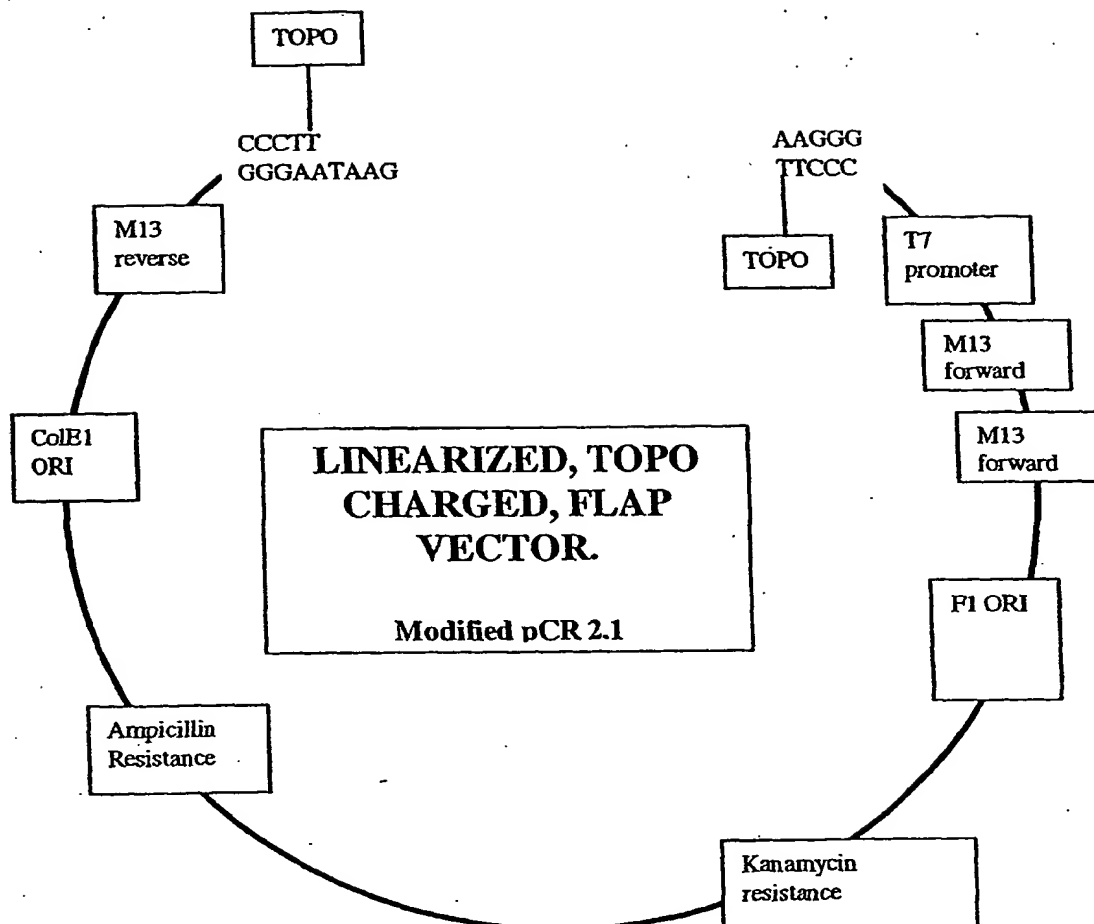 TOPO
CCCTT
GGGAATAAG
AAGGG
TTCCC
TOPO
M13
reverse
T7
promoter
M13
forward
M13
forward
ColE1
ORI
LINEARIZED, TOPO
CHARGED, FLAP
VECTOR.
Modified pCR 2.1
F1 ORI
Ampicillin
Resistance
Kanamycin
resistance